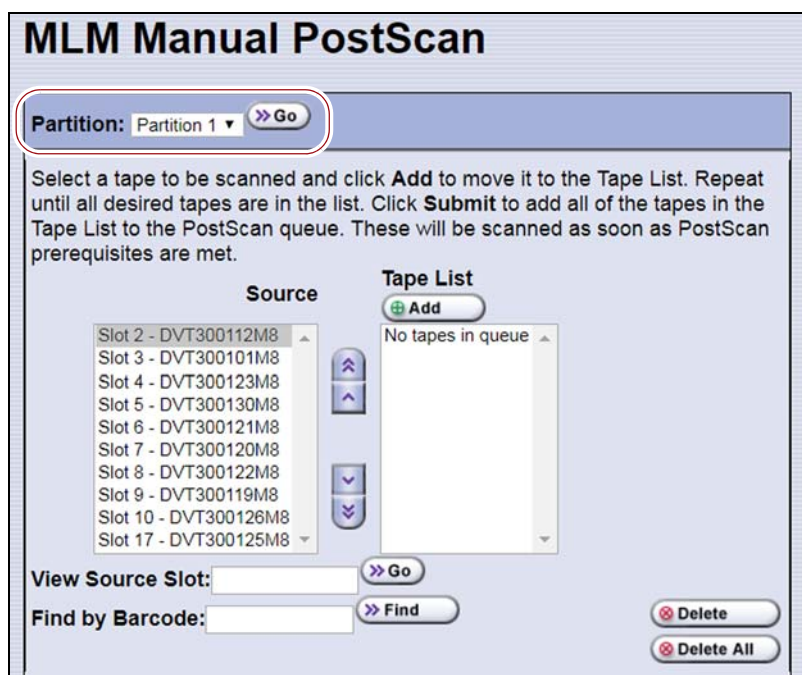 MLM Manual PostScan
Partition: Partition 1 Go
Select a tape to be scanned and click Add to move it to the Tape List. Repeat
until all desired tapes are in the list. Click Submit to add all of the tapes in the
Tape List to the PostScan queue. These will be scanned as soon as PostScan
prerequisites are met.
Source
Tape List
Add
Slot 2 - DVT300112M8
Slot 3 - DVT300101M8
Slot 4 - DVT300123M8
Slot 5 - DVT300130M8
Slot 6 - DVT300121M8
Slot 7 - DVT300120M8
Slot 8 - DVT300122M8
Slot 9 - DVT300119M8
Slot 10 - DVT300126M8
Slot 17 - DVT300125M8
No tapes in queue
View Source Slot: Go
Find by Barcode: Find
Delete
Delete All